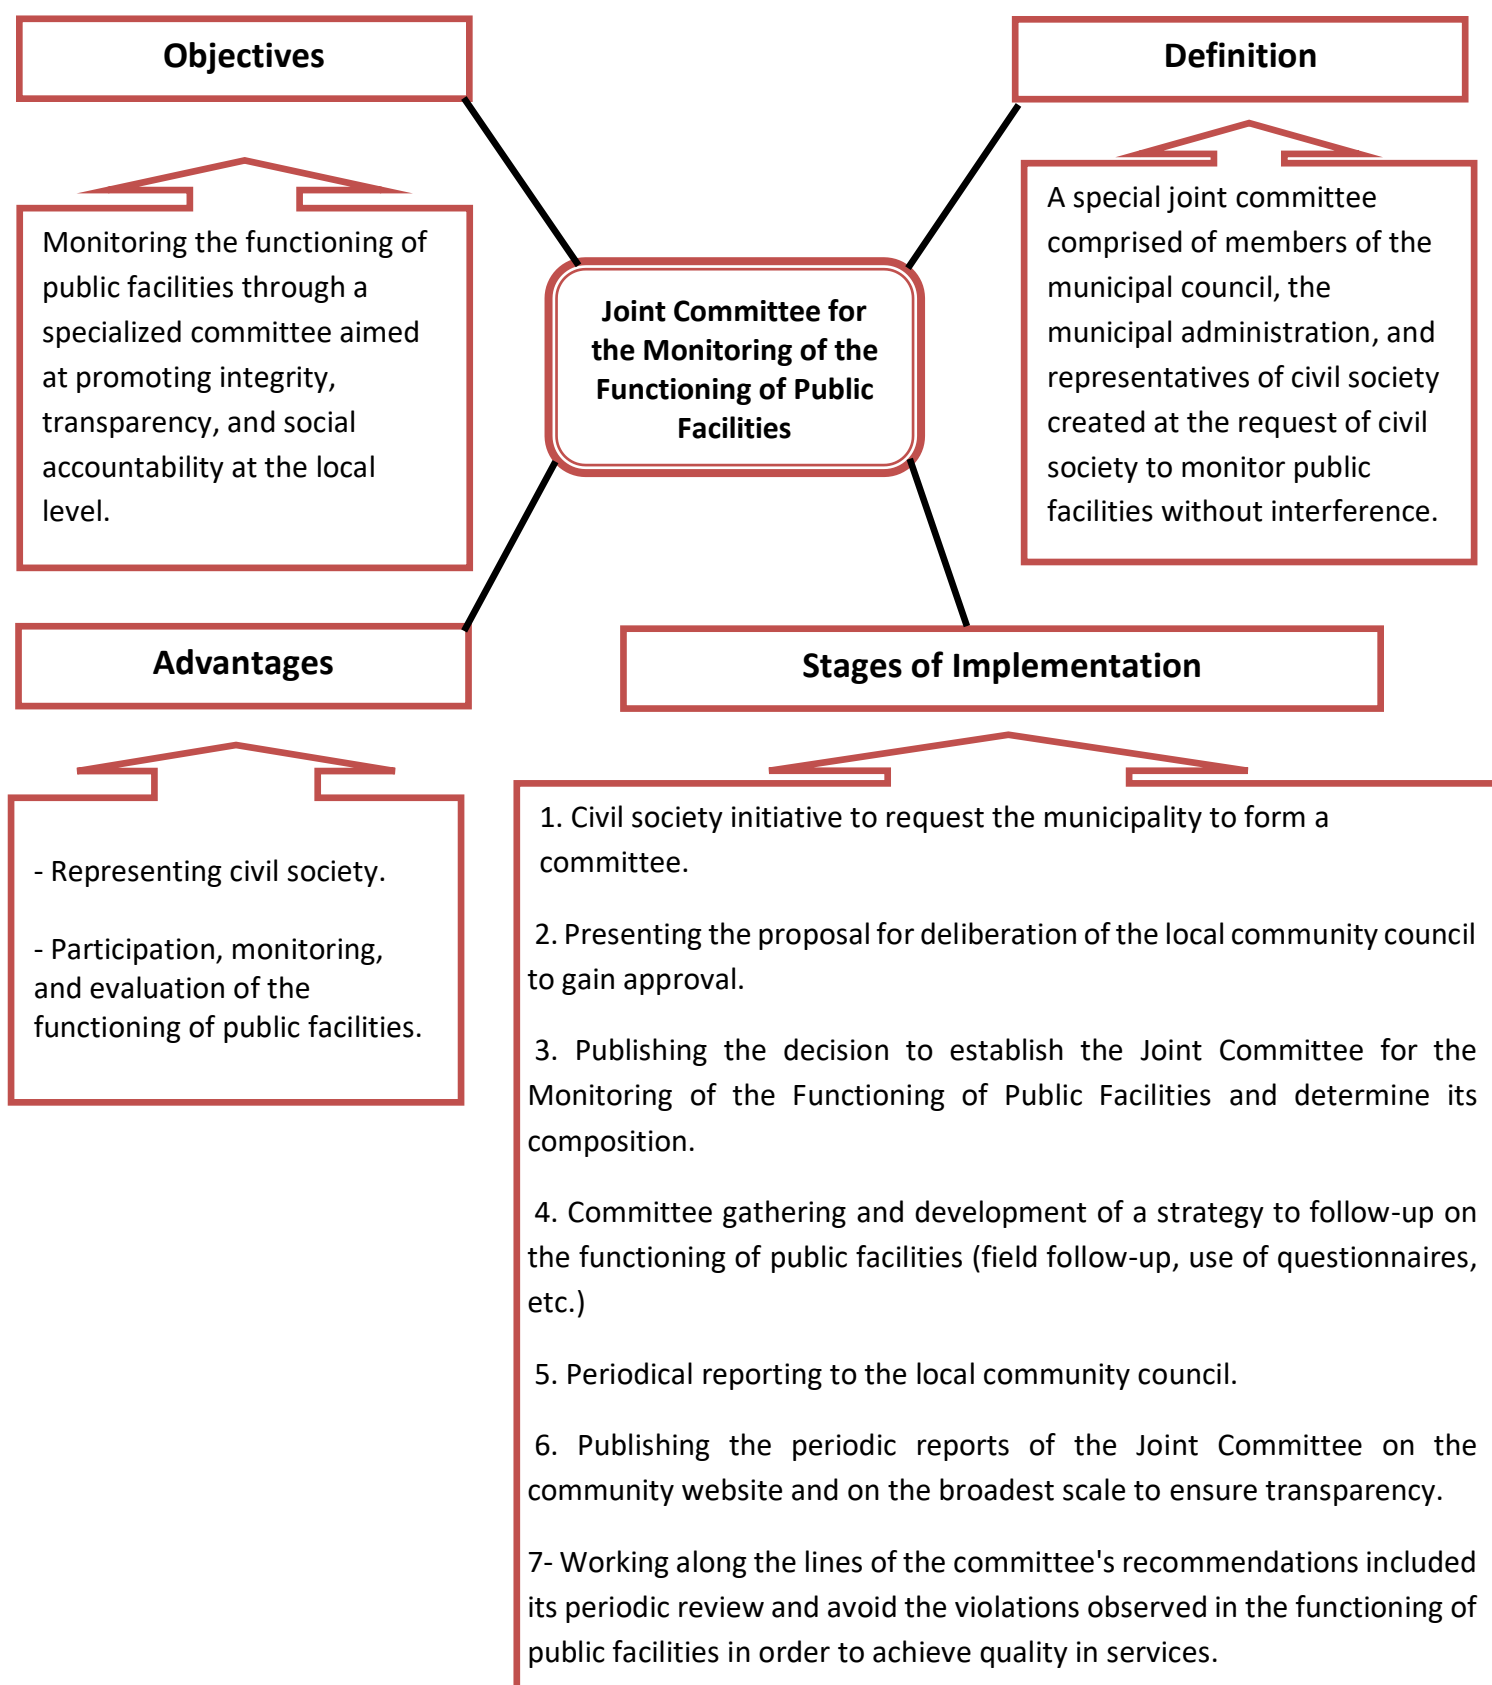 Objectives
Definition
Monitoring the functioning of
public facilities through a
specialized committee aimed
at promoting integrity,
transparency, and social
accountability at the local
level.
Joint Committee for
the Monitoring of the
Functioning of Public
Facilities
A special joint committee
comprised of members of the
municipal council, the
municipal administration, and
representatives of civil society
created at the request of civil
society to monitor public
facilities without interference.
Advantages
- Representing civil society.
- Participation, monitoring,
and evaluation of the
functioning of public facilities.
Stages of Implementation
1. Civil society initiative to request the municipality to form a
committee.
2. Presenting the proposal for deliberation of the local community council
to gain approval.
3. Publishing the decision to establish the Joint Committee for the
Monitoring of the Functioning of Public Facilities and determine its
composition.
4. Committee gathering and development of a strategy to follow-up on
the functioning of public facilities (field follow-up, use of questionnaires,
etc.)
5. Periodical reporting to the local community council.
6. Publishing the periodic reports of the Joint Committee on the
community website and on the broadest scale to ensure transparency.
7- Working along the lines of the committee's recommendations included
its periodic review and avoid the violations observed in the functioning of
public facilities in order to achieve quality in services.